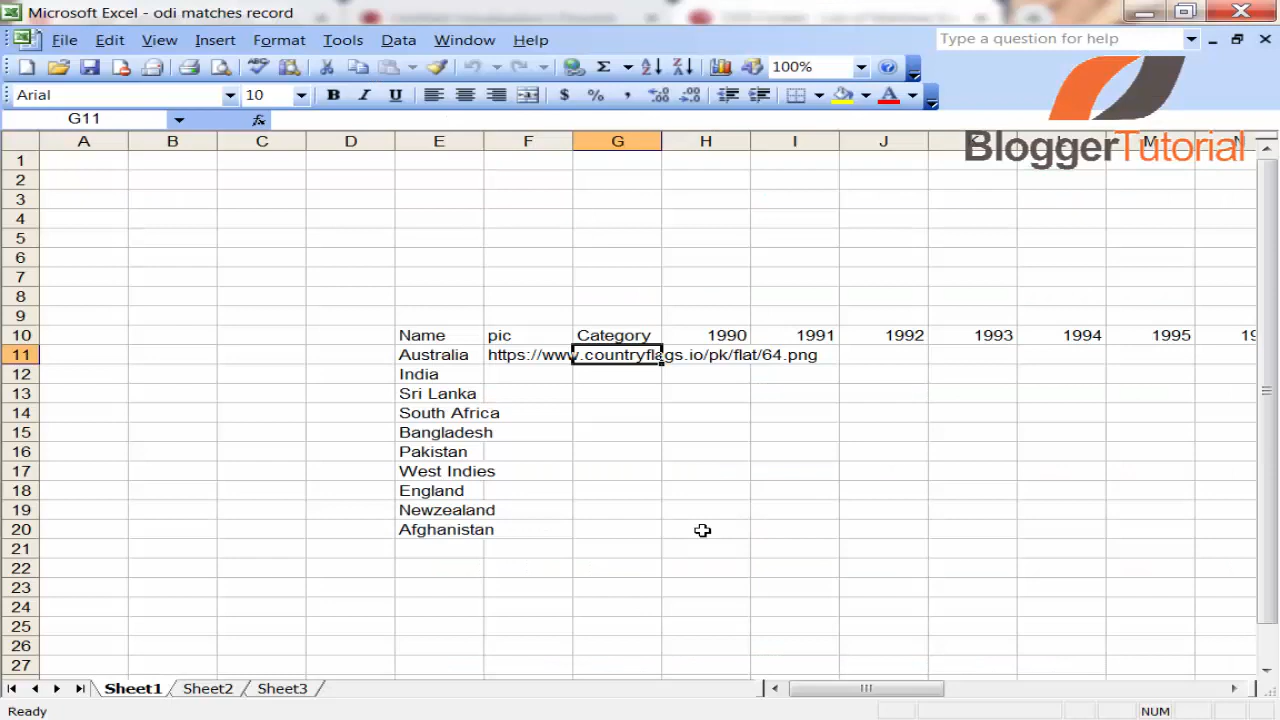 Microsoft Excel - odi matches record
File Edit View Insert Format Tools Data Window Help Type a question for help
100%
Arial 10 B I U $ % ,
G11 fx
BloggerTutorial
A B C D E F G H I J K L M N
1
2
3
4
5
6
7
8
9
10 Name pic Category 1990 1991 1992 1993 1994 1995
11 Australia https://www.countryflags.io/pk/flat/64.png
12 India
13 Sri Lanka
14 South Africa
15 Bangladesh
16 Pakistan
17 West Indies
18 England
19 Newzealand
20 Afghanistan
21
22
23
24
25
26
27
Sheet1 Sheet2 Sheet3
Ready NUM